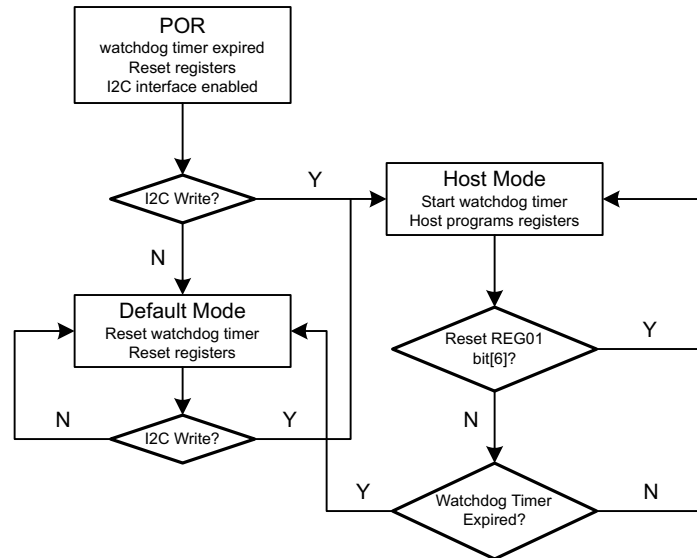 POR
watchdog timer expired
Reset registers
I2C interface enabled
I2C Write?
Y
N
Host Mode
Start watchdog timer
Host programs registers
Default Mode
Reset watchdog timer
Reset registers
Reset REG01
bit[6]?
Y
N
I2C Write?
N
Y
Watchdog Timer
Expired?
Y
N